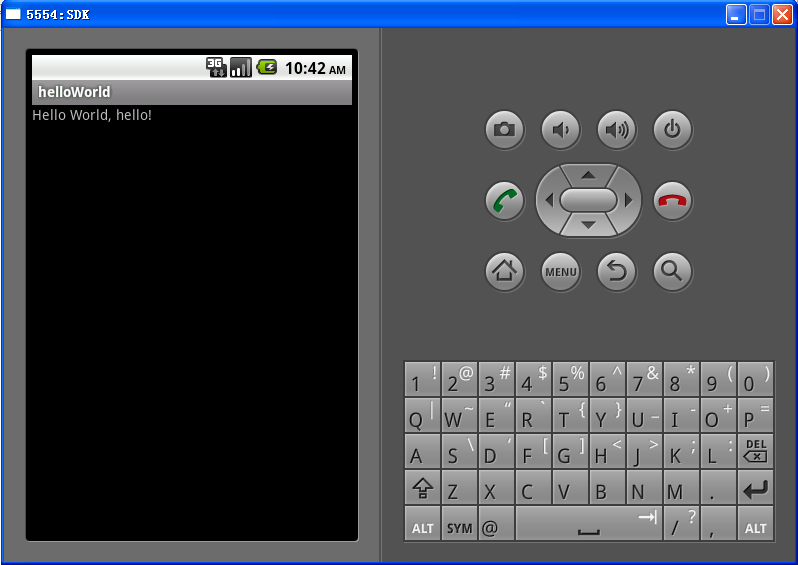 5554:SDK
3G
10:42 AM
helloWorld
Hello World, hello!
MENU
1 ! 2 @ 3 # 4 $ 5 % 6 ^ 7 & 8 * 9 ( 0 )
Q | W ~ E “ R ` T { Y } U _ I - O + P =
A S \ D ‘ F [ G ] H < J > K ; L : DEL
Z X C V B N M .
ALT SYM @ / ? , ALT